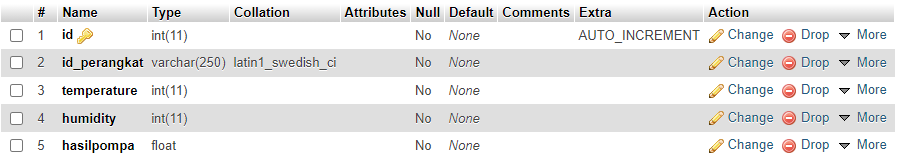 # Name Type Collation Attributes Null Default Comments Extra Action
1 id int(11) No None AUTO_INCREMENT Change Drop More
2 id_perangkat varchar(250) latin1_swedish_ci No None Change Drop More
3 temperature int(11) No None Change Drop More
4 humidity int(11) No None Change Drop More
5 hasilpompa float No None Change Drop More